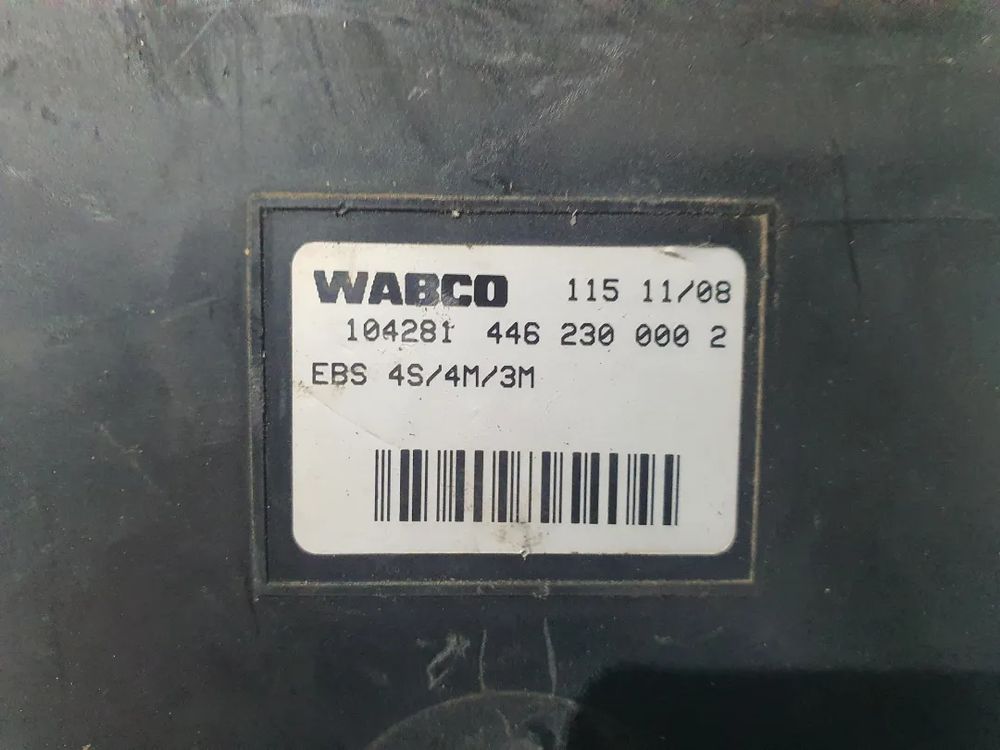 WABCO 115 11/08
104281 446 230 000 2
EBS 4S/4M/3M